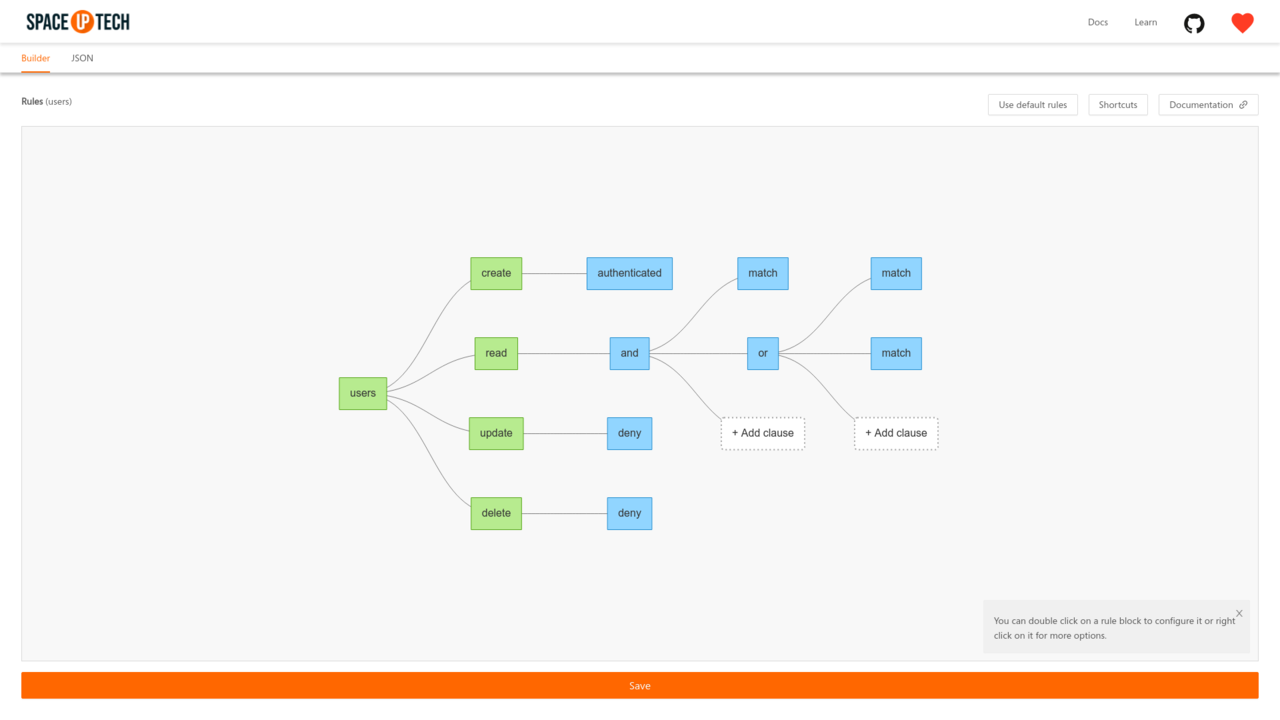 SPACE UP TECH
Docs
Learn
Builder
JSON
Rules (users)
Use default rules
Shortcuts
Documentation
create
authenticated
match
match
read
and
or
match
users
update
deny
+ Add clause
+ Add clause
delete
deny
You can double click on a rule block to configure it or right
click on it for more options.
Save